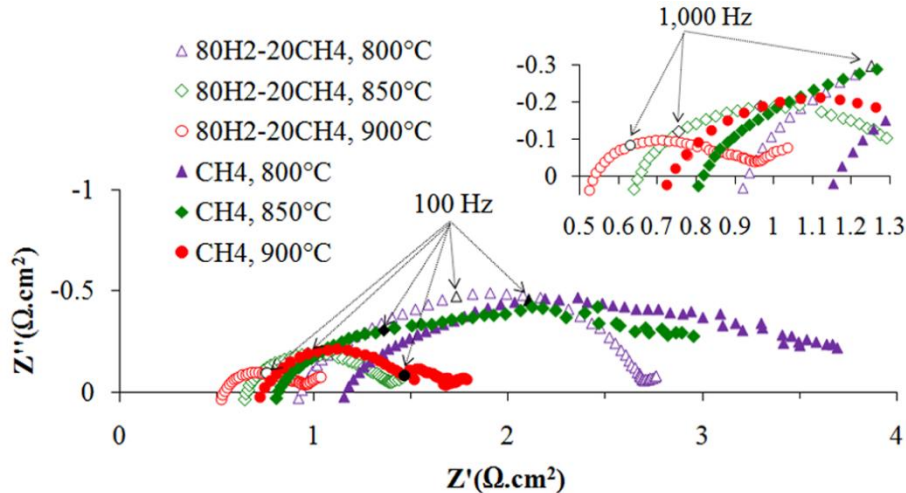 80H2-20CH4, 800°C
80H2-20CH4, 850°C
80H2-20CH4, 900°C
CH4, 800°C
CH4, 850°C
CH4, 900°C
1,000 Hz
-0.3
-0.2
-0.1
0
0.5 0.6 0.7 0.8 0.9 1 1.1 1.2 1.3
100 Hz
-1
-0.5
0
Z''(Ω.cm²)
0 1 2 3 4
Z'(Ω.cm²)